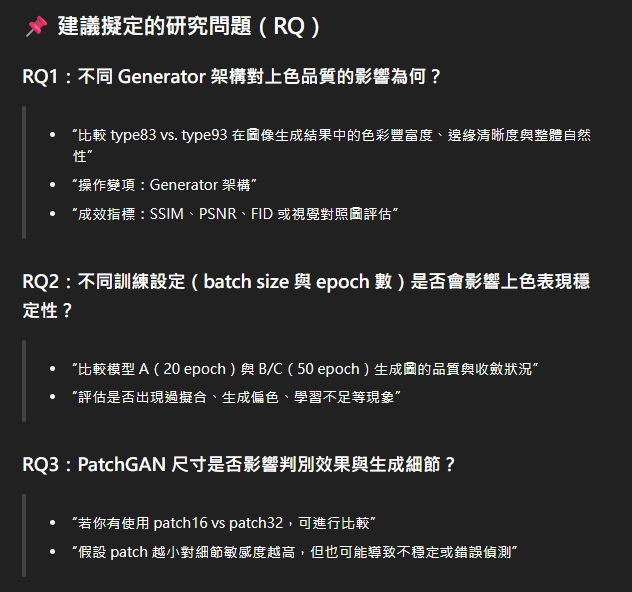 📌 建議擬定的研究問題（RQ）
RQ1：不同 Generator 架構對上色品質的影響為何？
• “比較 type83 vs. type93 在圖像生成結果中的色彩豐富度、邊緣清晰度與整體自然
性”
• “操作變項：Generator 架構”
• “成效指標：SSIM、PSNR、FID 或視覺對照圖評估”
RQ2：不同訓練設定（batch size 與 epoch 數）是否會影響上色表現穩
定性？
• “比較模型 A（20 epoch）與 B/C（50 epoch）生成圖的品質與收斂狀況”
• “評估是否出現過擬合、生成偏色、學習不足等現象”
RQ3：PatchGAN 尺寸是否影響判別效果與生成細節？
• “若你有使用 patch16 vs patch32，可進行比較”
• “假設 patch 越小對細節敏感度越高，但也可能導致不穩定或錯誤偵測”